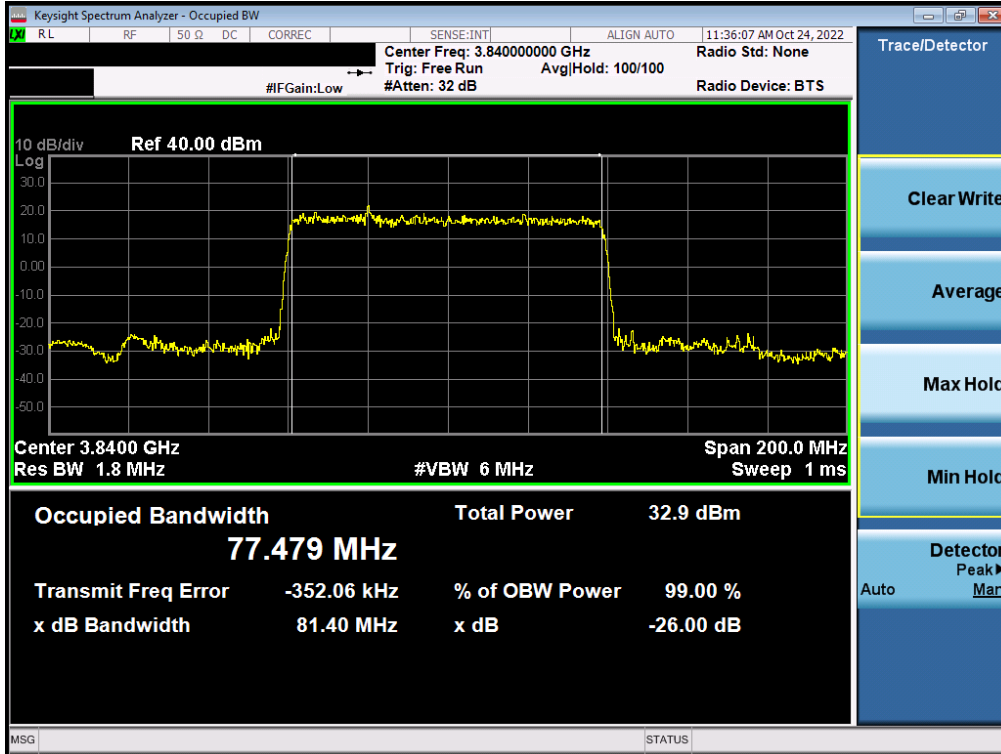 Keysight Spectrum Analyzer - Occupied BW
LXI RL RF 50 Ω DC CORREC SENSE:INT ALIGN AUTO 11:36:07 AM Oct 24, 2022
Center Freq: 3.840000000 GHz Radio Std: None
Trig: Free Run Avg|Hold: 100/100
#IFGain:Low #Atten: 32 dB Radio Device: BTS
Trace/Detector
10 dB/div Ref 40.00 dBm
Log
30.0
20.0
10.0
0.00
-10.0
-20.0
-30.0
-40.0
-50.0
Center 3.8400 GHz Span 200.0 MHz
Res BW 1.8 MHz #VBW 6 MHz Sweep 1 ms
Occupied Bandwidth Total Power 32.9 dBm
77.479 MHz
Transmit Freq Error -352.06 kHz % of OBW Power 99.00 %
x dB Bandwidth 81.40 MHz x dB -26.00 dB
Clear Write
Average
Max Hold
Min Hold
Detector
Peak
Auto Man
MSG STATUS